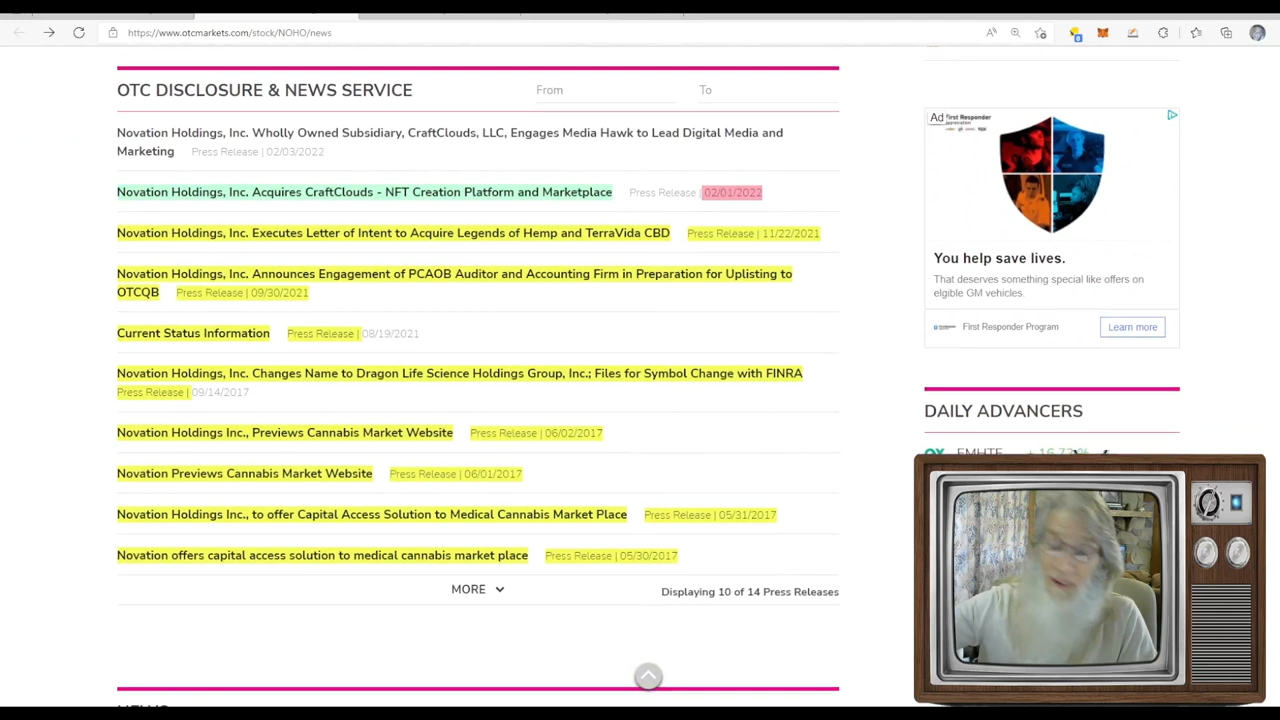 https://www.otcmarkets.com/stock/NOHO/news
OTC DISCLOSURE & NEWS SERVICE
From
To
Novation Holdings, Inc. Wholly Owned Subsidiary, CraftClouds, LLC, Engages Media Hawk to Lead Digital Media and
Marketing Press Release | 02/03/2022
Novation Holdings, Inc. Acquires CraftClouds - NFT Creation Platform and Marketplace Press Release | 02/01/2022
Novation Holdings, Inc. Executes Letter of Intent to Acquire Legends of Hemp and TerraVida CBD Press Release | 11/22/2021
Novation Holdings, Inc. Announces Engagement of PCAOB Auditor and Accounting Firm in Preparation for Uplisting to
OTCQB Press Release | 09/30/2021
Current Status Information Press Release | 08/19/2021
Novation Holdings, Inc. Changes Name to Dragon Life Science Holdings Group, Inc.; Files for Symbol Change with FINRA
Press Release | 09/14/2017
Novation Holdings Inc., Previews Cannabis Market Website Press Release | 06/02/2017
Novation Previews Cannabis Market Website Press Release | 06/01/2017
Novation Holdings Inc., to offer Capital Access Solution to Medical Cannabis Market Place Press Release | 05/31/2017
Novation offers capital access solution to medical cannabis market place Press Release | 05/30/2017
MORE
Displaying 10 of 14 Press Releases
Ad
First Responder
You help save lives.
That deserves something special like offers on
elgible GM vehicles.
First Responder Program
Learn more
DAILY ADVANCERS